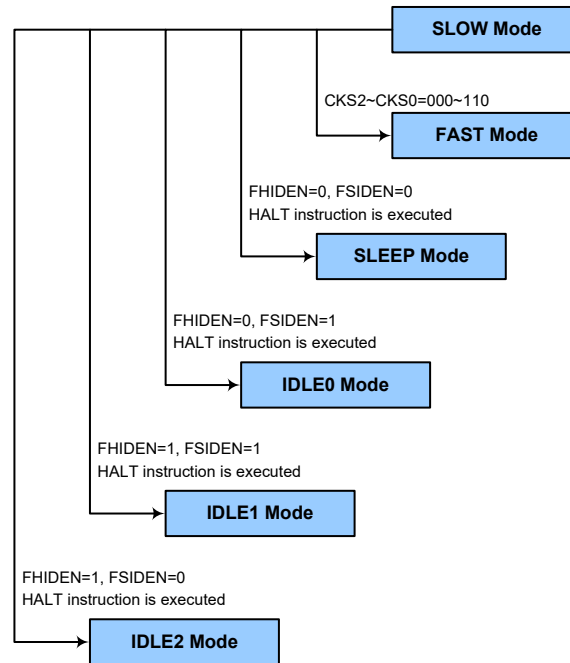 SLOW Mode
CKS2~CKS0=000~110
FAST Mode
FHIDEN=0, FSIDEN=0
HALT instruction is executed
SLEEP Mode
FHIDEN=0, FSIDEN=1
HALT instruction is executed
IDLE0 Mode
FHIDEN=1, FSIDEN=1
HALT instruction is executed
IDLE1 Mode
FHIDEN=1, FSIDEN=0
HALT instruction is executed
IDLE2 Mode